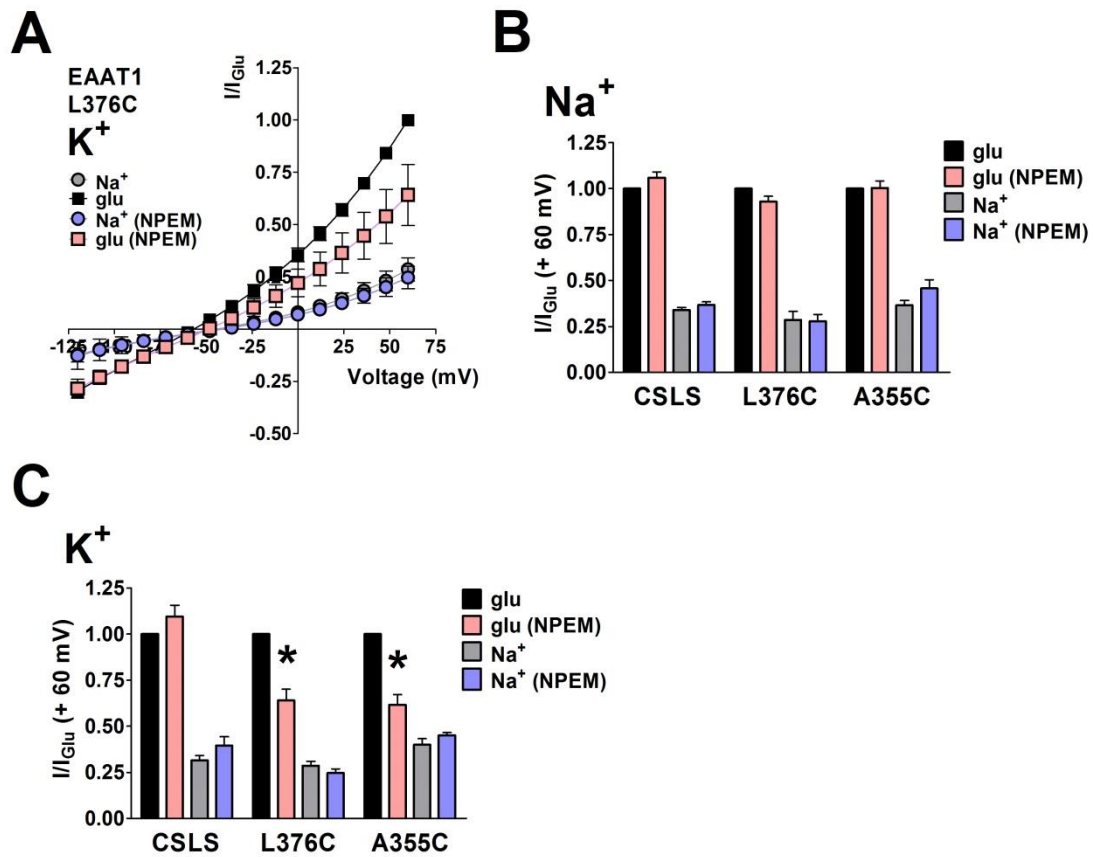 A
EAAT1
L376C
K+
Na+
glu
Na+ (NPEM)
glu (NPEM)
I/IGlu
1.25
1.00
0.75
0.50
-0.25
-0.50
-125
-50
-25
25
50
75
Voltage (mV)
B
Na+
I/IGlu (+ 60 mV)
1.25
1.00
0.75
0.50
0.25
0.00
CSLS
L376C
A355C
glu
glu (NPEM)
Na+
Na+ (NPEM)
C
K+
I/IGlu (+ 60 mV)
1.25
1.00
0.75
0.50
0.25
0.00
*
*
CSLS
L376C
A355C
glu
glu (NPEM)
Na+
Na+ (NPEM)